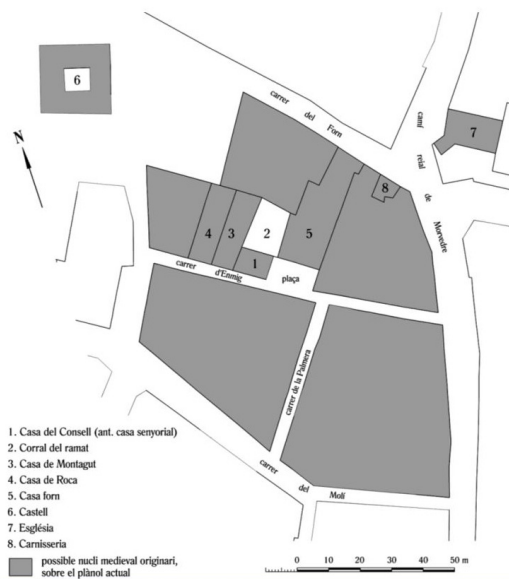 6
carrer del Forn
camí reial de Morvedre
7
N
8
4
3
2
5
1
carrer d'Enmig
plaça
carrer de la Palmera
carrer del Molí
1. Casa del Consell (ant. casa senyorial)
2. Corral del ramat
3. Casa de Montagut
4. Casa de Roca
5. Casa forn
6. Castell
7. Església
8. Carnisseria
possible nucli medieval originari,
sobre el plànol actual
0 10 20 30 40 50 m